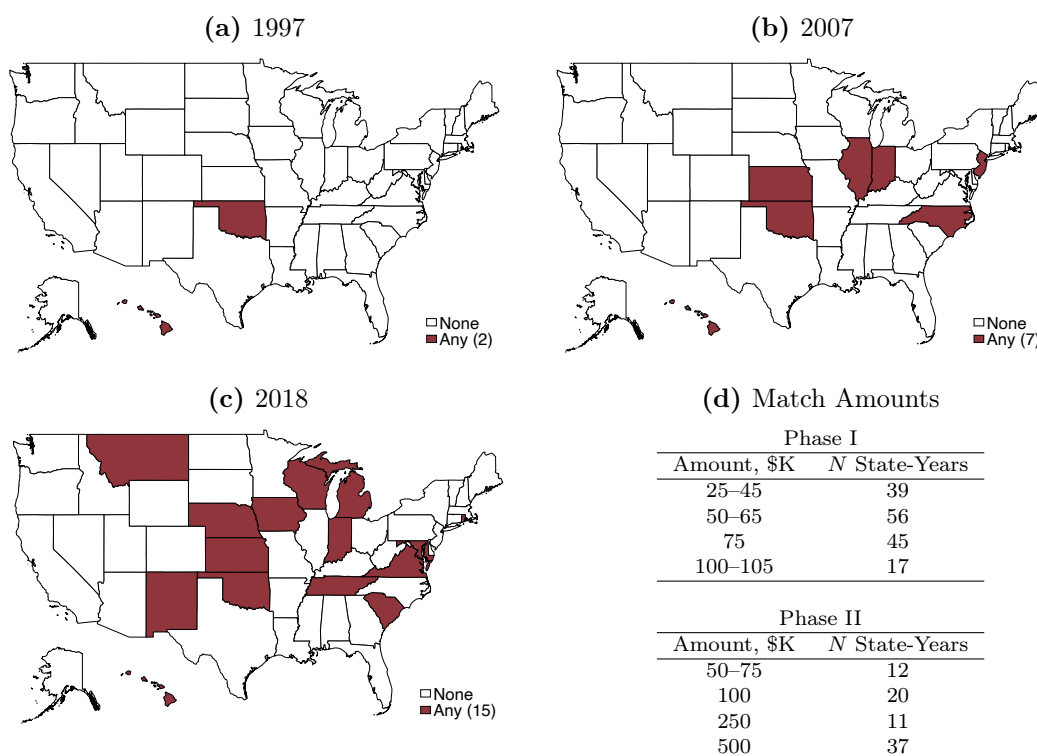 (a) 1997
None
Any (2)
(b) 2007
None
Any (7)
(c) 2018
None
Any (15)
(d) Match Amounts
Phase I
Amount, $K N State-Years
25–45 39
50–65 56
75 45
100–105 17
Phase II
Amount, $K N State-Years
50–75 12
100 20
250 11
500 37